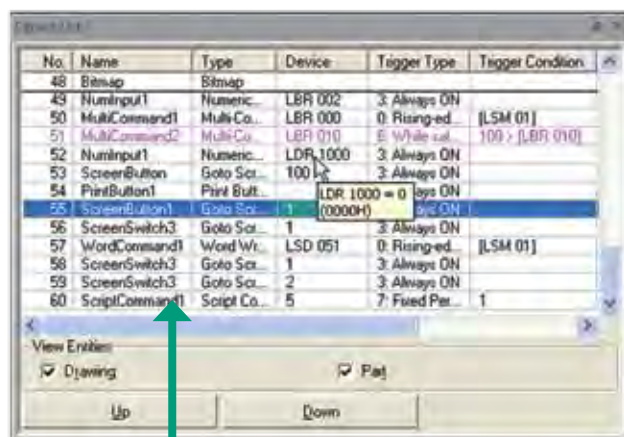 No. Name Type Device Trigger Type Trigger Condition
48 Bitmap Bitmap
49 NumInput1 Numeric... LBR 002 3: Always ON
50 MultiCommand1 Multi-Co... LBR 000 0: Rising-ed... [LSM 01]
51 MultiCommand2 Multi-Co... LBR 010 6: While sat... 100 > [LBR 010]
52 NumInput1 Numeric... LDR 1000 3: Always ON
53 ScreenButton Goto Scr... 100 3: Always ON
54 PrintButton1 Print Butt... ays ON
55 ScreenButton1 Goto Scr... 1 ays ON
LDR 1000 = 0
(0000H)
56 ScreenSwitch3 Goto Scr... 1 3: Always ON
57 WordCommand1 Word Wr... LSD 051 0: Rising-ed... [LSM 01]
58 ScreenSwitch3 Goto Scr... 1 3: Always ON
59 ScreenSwitch3 Goto Scr... 2 3: Always ON
60 ScriptCommand1 Script Co... 5 7: Fixed Per... 1
View Entities
Drawing Part
Up Down